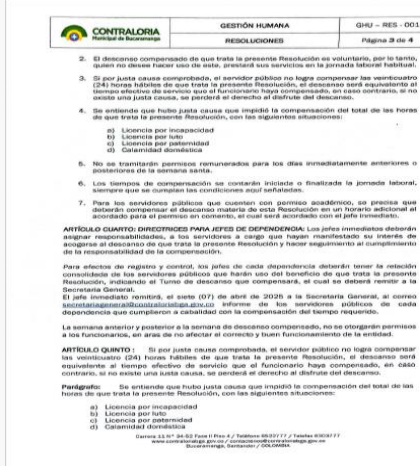 CONTRALORIA
Municipal de Bucaramanga
GESTIÓN HUMANA
GHU – RES - 001
RESOLUCIONES
Página 3 de 4
2. El descanso compensado de que trata la presente Resolución es voluntario, por lo tanto,
quien no desee hacer uso de este, prestará sus servicios en la jornada laboral habitual.
3. Si por justa causa comprobada, el servidor público no logra compensar las veinticuatro
(24) horas hábiles de que trata la presente Resolución, el descanso será equivalente al
tiempo efectivo de servicio que el funcionario haya compensado, en caso contrario, si no
existe una justa causa, se perderá el derecho al disfrute del descanso.
4. Se entiende que hubo justa causa que impidió la compensación del total de las horas
de que trata la presente Resolución, con las siguientes situaciones:
a) Licencia por incapacidad
b) Licencia por luto
c) Licencia por paternidad
d) Calamidad doméstica
5. No se tramitarán permisos remunerados para los días inmediatamente anteriores o
posteriores de la semana santa.
6. Los tiempos de compensación se contarán iniciada o finalizada la jornada laboral,
siempre que se cumplan las condiciones aquí señaladas.
7. Para los servidores públicos que cuenten con permiso académico, se precisa que
deberán compensar el descanso materia de esta Resolución en un horario adicional al
acordado para el permiso en comento, el cual será acordado con el jefe inmediato.
ARTÍCULO CUARTO: DIRECTRICES PARA JEFES DE DEPENDENCIA: Los jefes inmediatos deberán
asignar responsabilidades, a los servidores a cargo que hayan manifestado su interés de
acogerse al descanso de que trata la presente Resolución y hacer seguimiento al cumplimiento
de la responsabilidad de la compensación.
Para efectos de registro y control, los jefes de cada dependencia deberán tener la relación
consolidada de los servidores públicos que harán uso del beneficio de que trata la presente
Resolución, indicando el Turno de descanso que compensará, el cual se deberá remitir a la
Secretaría General.
El jefe inmediato remitirá, el siete (07) de abril de 2025 a la Secretaría General, al correo
secretariageneral@contraloriabga.gov.co informe de los servidores públicos de cada
dependencia que cumplieron a cabalidad con la compensación del tiempo requerido.
La semana anterior y posterior a la semana de descanso compensado, no se otorgarán permisos
a los funcionarios, en aras de no afectar el correcto y buen funcionamiento de la entidad.
ARTÍCULO QUINTO : Si por justa causa comprobada, el servidor público no logra compensar
las veinticuatro (24) horas hábiles de que trata la presente Resolución, el descanso será
equivalente al tiempo efectivo de servicio que el funcionario haya compensado, en caso
contrario, si no existe una justa causa, se perderá el derecho al disfrute del descanso.
Parágrafo: Se entiende que hubo justa causa que impidió la compensación del total de las
horas de que trata la presente Resolución, con las siguientes situaciones:
a) Licencia por incapacidad
b) Licencia por luto
c) Licencia por paternidad
d) Calamidad doméstica
Carrera 11 N° 34-52 Fase II Piso 4 / Teléfono
Bucaramanga, Santander / COLOMBIA